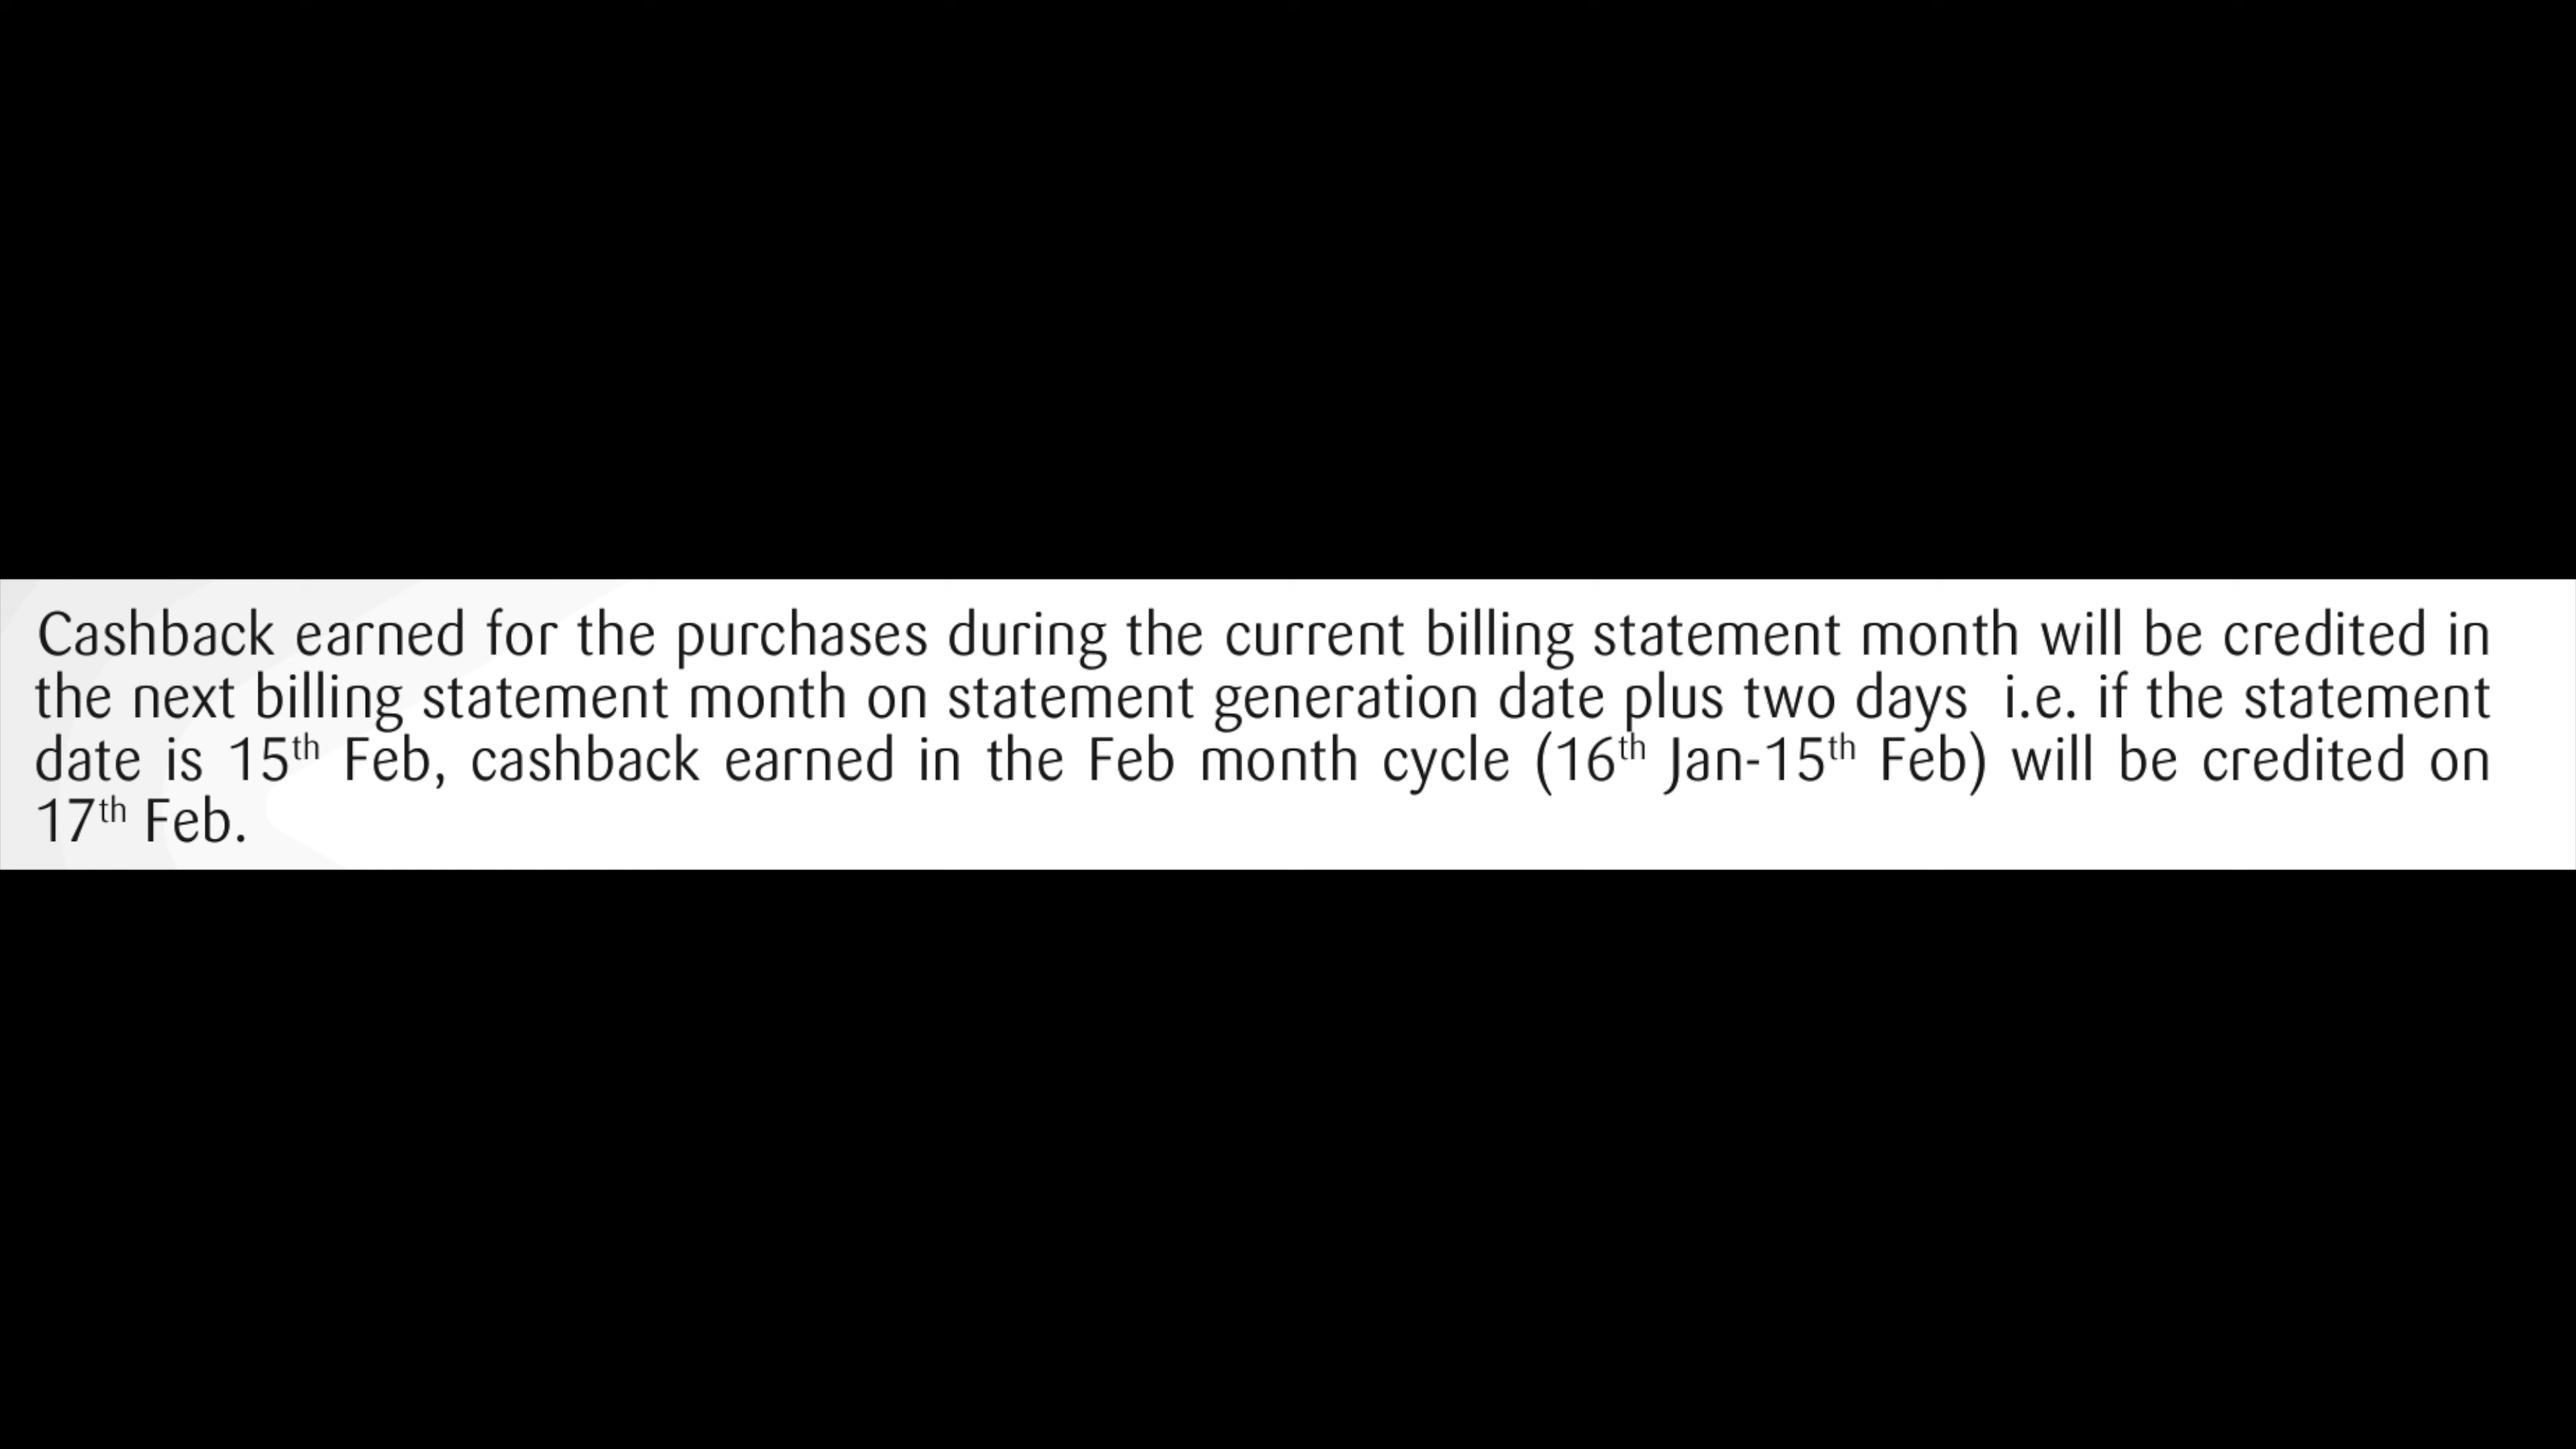 Cashback earned for the purchases during the current billing statement month will be credited in
the next billing statement month on statement generation date plus two days  i.e. if the statement
date is 15th Feb, cashback earned in the Feb month cycle (16th Jan-15th Feb) will be credited on
17th Feb.